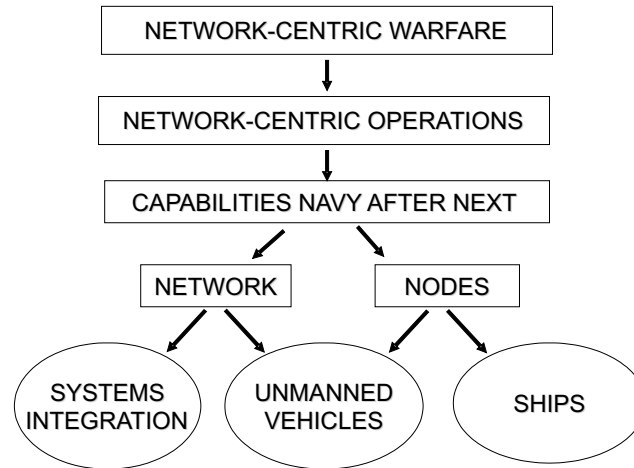 NETWORK-CENTRIC WARFARE
NETWORK-CENTRIC OPERATIONS
CAPABILITIES NAVY AFTER NEXT
NETWORK
NODES
SYSTEMS
INTEGRATION
UNMANNED
VEHICLES
SHIPS